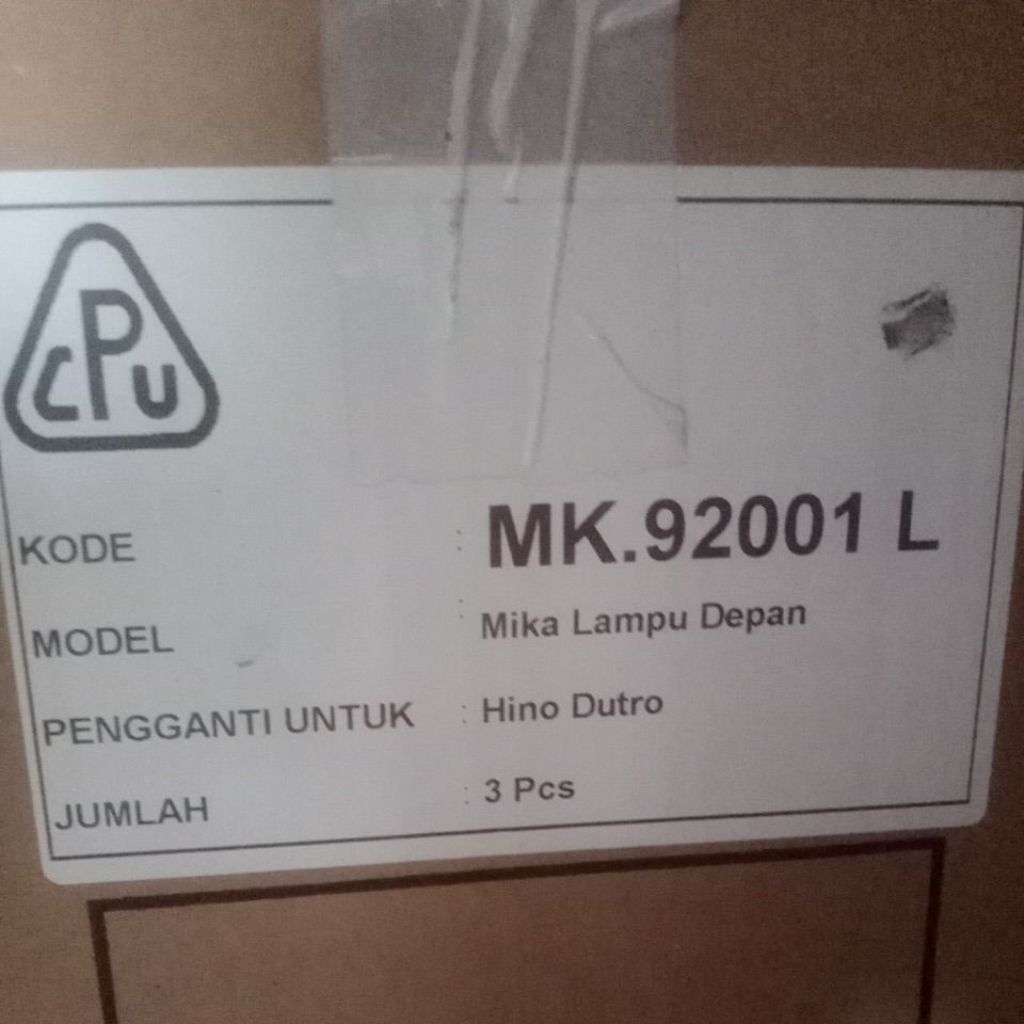 CPU
KODE : MK.92001 L
MODEL : Mika Lampu Depan
PENGGANTI UNTUK : Hino Dutro
JUMLAH : 3 Pcs